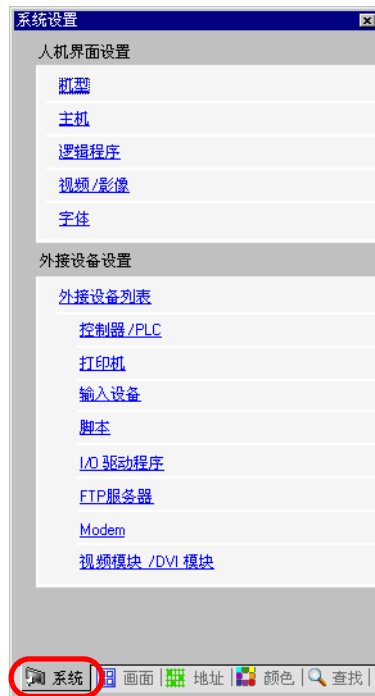 系统设置
人机界面设置
机型
主机
逻辑程序
视频/影像
字体
外接设备设置
外接设备列表
控制器/PLC
打印机
输入设备
脚本
I/O 驱动程序
FTP服务器
Modem
视频模块 /DVI 模块
系统 画面 地址 颜色 查找